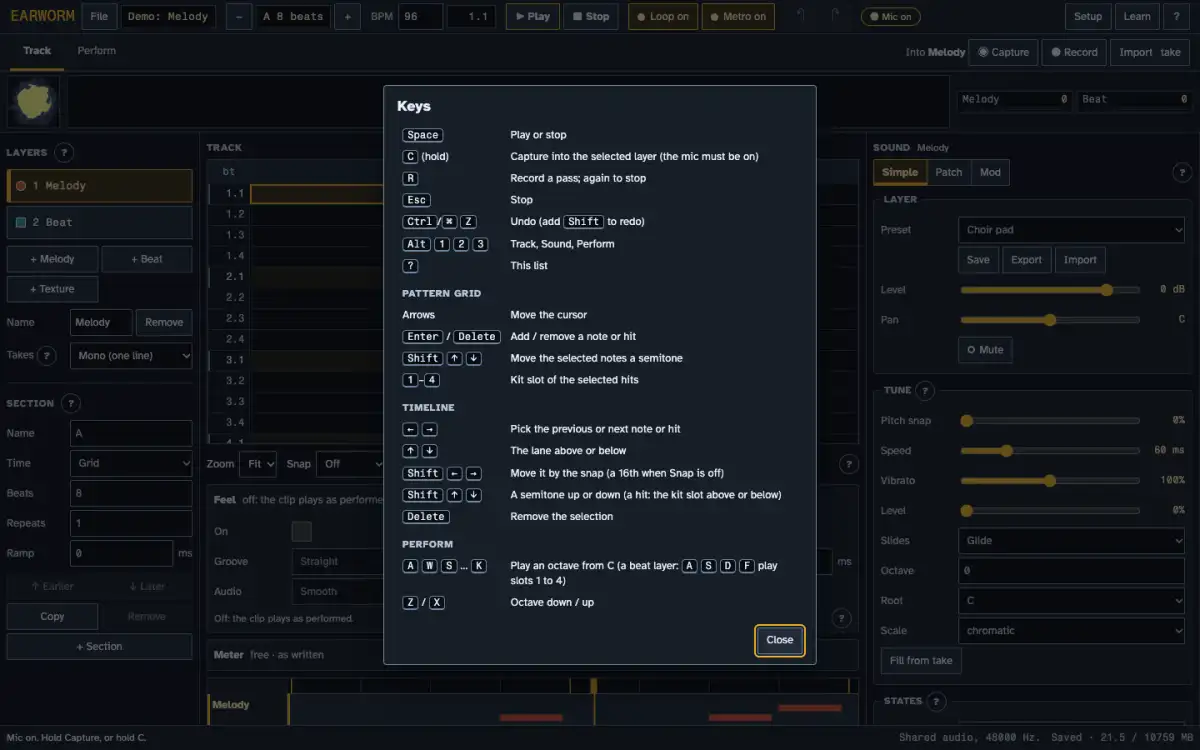 EARWORM File Demo: Melody - A 8 beats + BPM 96 1.1 Play Stop Loop on Metro on Mic on Setup Learn ?
Track Perform Into Melody Capture Record Import take
Melody 0 Beat 0
LAYERS ?
1 Melody
2 Beat
+ Melody + Beat
+ Texture
Name Melody Remove
Takes ? Mono (one line)
SECTION ?
Name A
Time Grid
Beats 8
Repeats 1
Ramp 0 ms
↑ Earlier ↓ Later
Copy Remove
+ Section
TRACK
bt
1.1
1.2
1.3
1.4
2.1
2.2
2.3
2.4
3.1
3.2
3.3
3.4
4.1
Zoom Fit Snap Off ?
Feel off: the clip plays as performe
On
Groove Straight ms
Audio Smooth
Off: the clip plays as performed. ?
Meter free · as written
Melody
Keys
Space Play or stop
C (hold) Capture into the selected layer (the mic must be on)
R Record a pass; again to stop
Esc Stop
Ctrl/⌘ Z Undo (add Shift to redo)
Alt 1 2 3 Track, Sound, Perform
? This list
PATTERN GRID
Arrows Move the cursor
Enter / Delete Add / remove a note or hit
Shift ↑ ↓ Move the selected notes a semitone
1-4 Kit slot of the selected hits
TIMELINE
← → Pick the previous or next note or hit
↑ ↓ The lane above or below
Shift ← → Move it by the snap (a 16th when Snap is off)
Shift ↑ ↓ A semitone up or down (a hit: the kit slot above or below)
Delete Remove the selection
PERFORM
A W S … K Play an octave from C (a beat layer: A S D F play
slots 1 to 4)
Z / X Octave down / up
Close
SOUND Melody
Simple Patch Mod ?
LAYER
Preset Choir pad
Save Export Import
Level 0 dB
Pan C
Mute
TUNE ?
Pitch snap 0%
Speed 60 ms
Vibrato 100%
Level 0%
Slides Glide
Octave 0
Root C
Scale chromatic
Fill from take
STATES ?
Mic on. Hold Capture, or hold C. Shared audio, 48000 Hz. Saved · 21.5 / 10759 MB